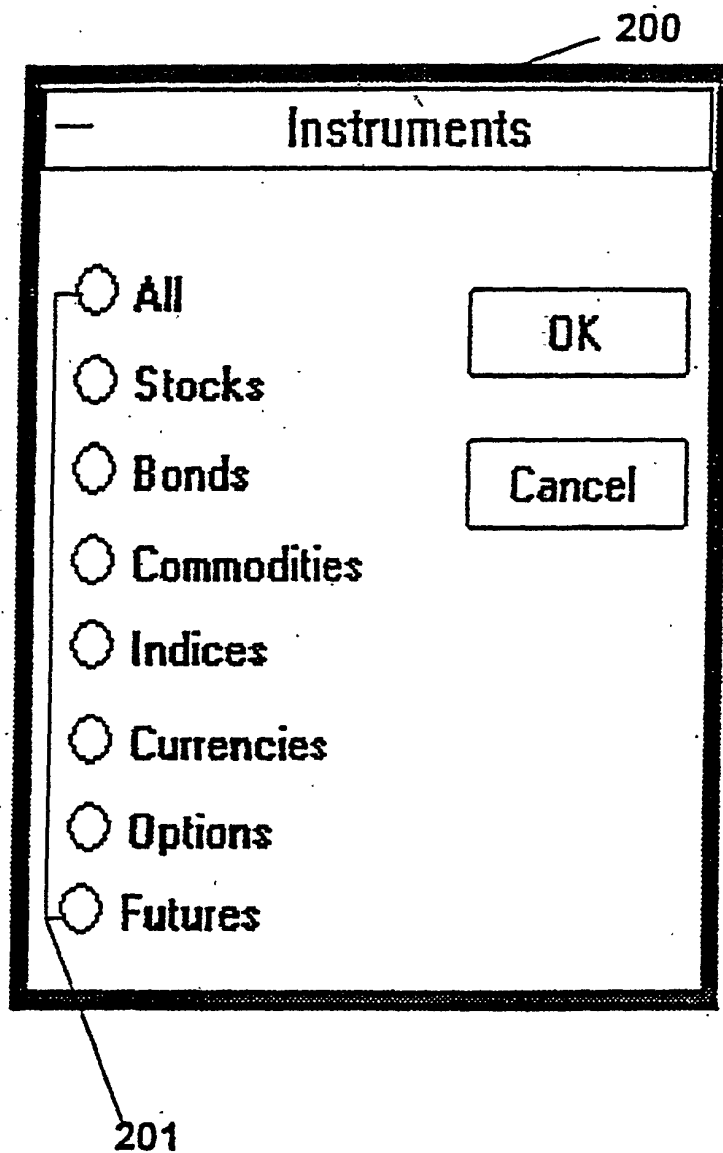 200
Instruments
All
OK
Stocks
Bonds
Cancel
Commodities
Indices
Currencies
Options
Futures
201